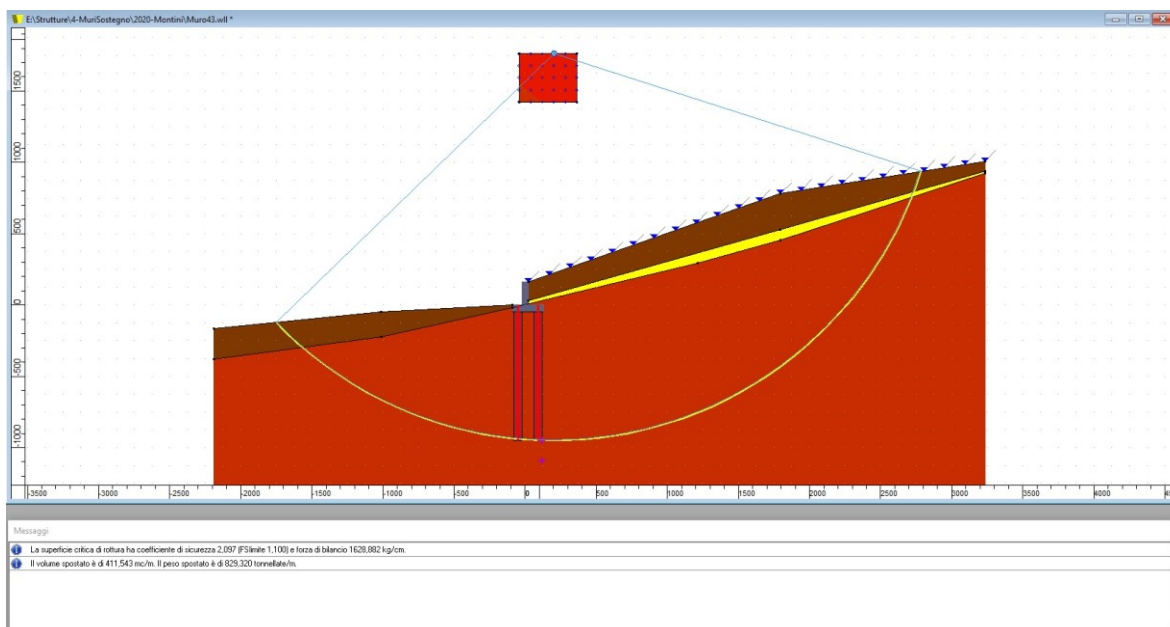 E:\Strutture\4-MuriSostegno\2020-Montini\Muro43.wll *
1500
1000
500
0
-500
-1000
-3500 -3000 -2500 -2000 -1500 -1000 -500 0 500 1000 1500 2000 2500 3000 3500 4000
Messaggi
La superficie critica di rottura ha coefficiente di sicurezza 2,097 (FSlimite 1,100) e forza di bilancio 1628,882 kg/cm.
Il volume spostato è di 411,543 mc/m. Il peso spostato è di 829,320 tonnellate/m.